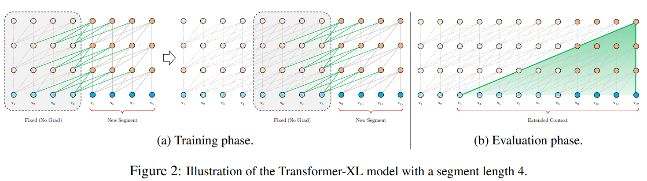 Fixed (No Grad)
New Segment
Fixed (No Grad)
New Segment
Extended Context
(a) Training phase.
(b) Evaluation phase.
Figure 2: Illustration of the Transformer-XL model with a segment length 4.